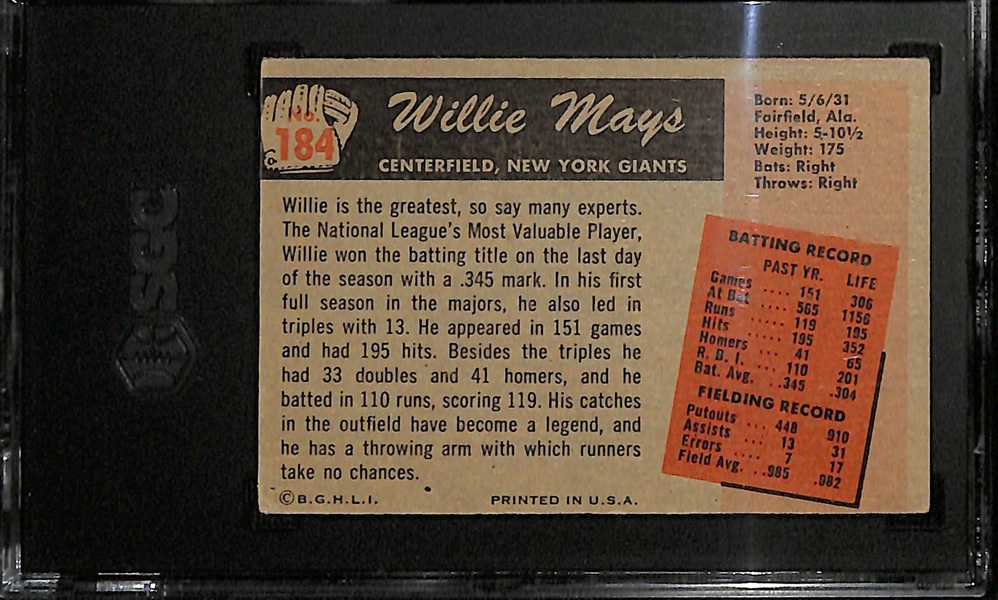 SGC
No.
184
Willie Mays
CENTERFIELD, NEW YORK GIANTS
Born: 5/6/31
Fairfield, Ala.
Height: 5-10½
Weight: 175
Bats: Right
Throws: Right
Willie is the greatest, so say many experts.
The National League's Most Valuable Player,
Willie won the batting title on the last day
of the season with a .345 mark. In his first
full season in the majors, he also led in
triples with 13. He appeared in 151 games
and had 195 hits. Besides the triples he
had 33 doubles and 41 homers, and he
batted in 110 runs, scoring 119. His catches
in the outfield have become a legend, and
he has a throwing arm with which runners
take no chances.
©B.G.H.L.I. PRINTED IN U.S.A.
BATTING RECORD
PAST YR. LIFE
Games .... 151 306
At Bat .... 565 1156
Runs ..... 119 195
Hits ...... 195 352
Homers ... 41 65
R. B. I. ... 110 201
Bat. Avg. ..345 .304
FIELDING RECORD
Putouts ... 448 910
Assists ... 13 31
Errors .... 7 17
Field Avg. ..985 .982